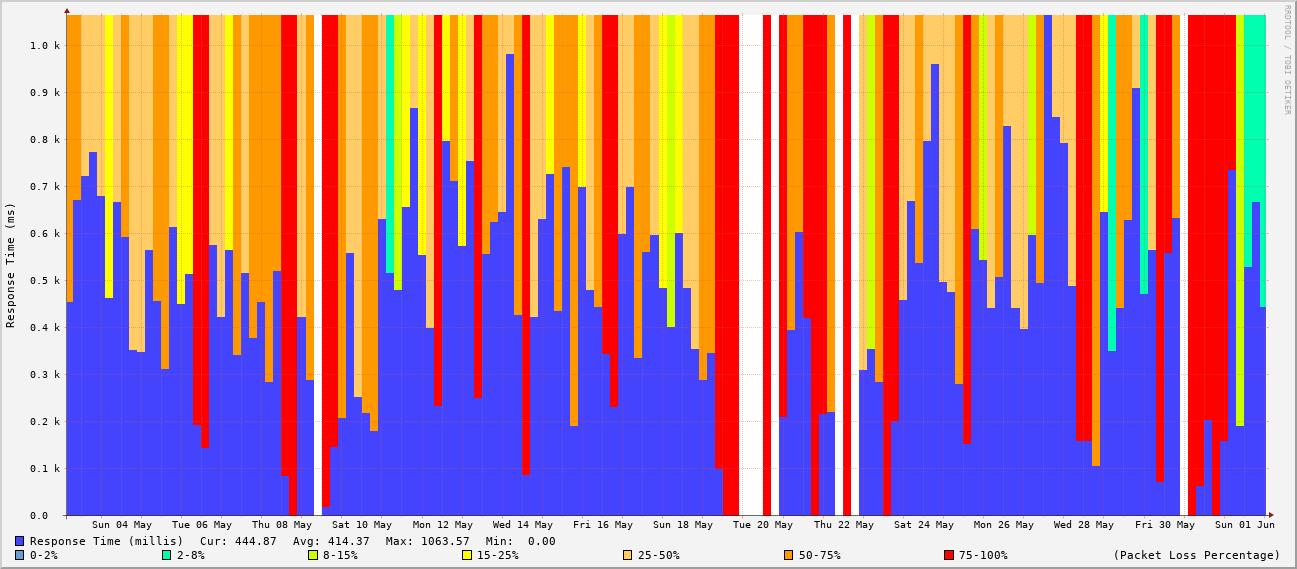 RRDTOOL / TOBI OETIKER
Response Time (ms)
1.0 k
0.9 k
0.8 k
0.7 k
0.6 k
0.5 k
0.4 k
0.3 k
0.2 k
0.1 k
0.0
Sun 04 May Tue 06 May Thu 08 May Sat 10 May Mon 12 May Wed 14 May Fri 16 May Sun 18 May Tue 20 May Thu 22 May Sat 24 May Mon 26 May Wed 28 May Fri 30 May Sun 01 Jun
Response Time (millis) Cur: 444.87 Avg: 414.37 Max: 1063.57 Min: 0.00
0-2% 2-8% 8-15% 15-25% 25-50% 50-75% 75-100% (Packet Loss Percentage)